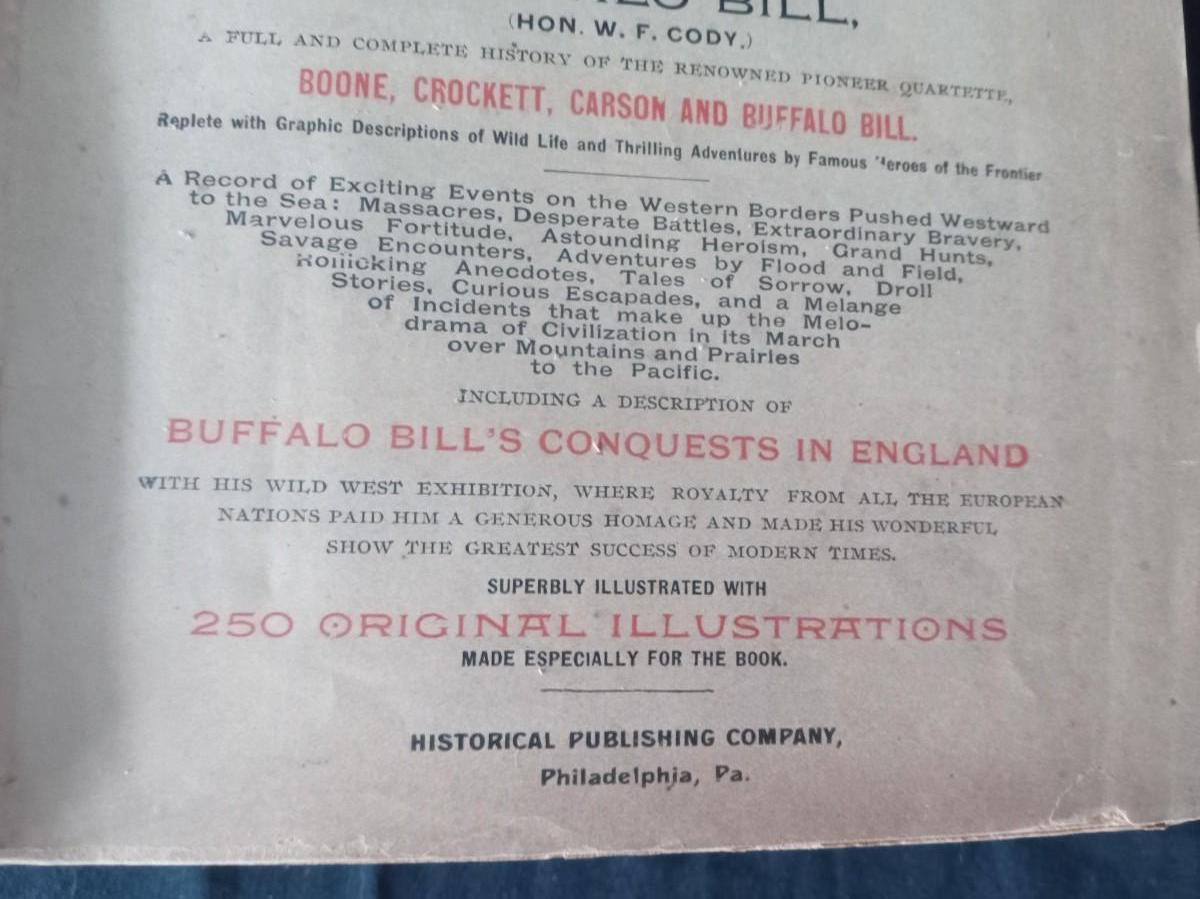 BILL,
(HON. W. F. CODY.)
A FULL AND COMPLETE HISTORY OF THE RENOWNED PIONEER QUARTETTE,
BOONE, CROCKETT, CARSON AND BUFFALO BILL.
Replete with Graphic Descriptions of Wild Life and Thrilling Adventures by Famous Heroes of the Frontier
A Record of Exciting Events on the Western Borders Pushed Westward
to the Sea: Massacres, Desperate Battles, Extraordinary Bravery,
Marvelous Fortitude, Astounding Heroism, Grand Hunts,
Savage Encounters, Adventures by Flood and Field,
Rollicking Anecdotes, Tales of Sorrow, Droll
Stories, Curious Escapades, and a Melange
of Incidents that make up the Melo-
drama of Civilization in its March
over Mountains and Prairies
to the Pacific.
INCLUDING A DESCRIPTION OF
BUFFALO BILL'S CONQUESTS IN ENGLAND
WITH HIS WILD WEST EXHIBITION, WHERE ROYALTY FROM ALL THE EUROPEAN
NATIONS PAID HIM A GENEROUS HOMAGE AND MADE HIS WONDERFUL
SHOW THE GREATEST SUCCESS OF MODERN TIMES.
SUPERBLY ILLUSTRATED WITH
250 ORIGINAL ILLUSTRATIONS
MADE ESPECIALLY FOR THE BOOK.
HISTORICAL PUBLISHING COMPANY,
Philadelphia, Pa.